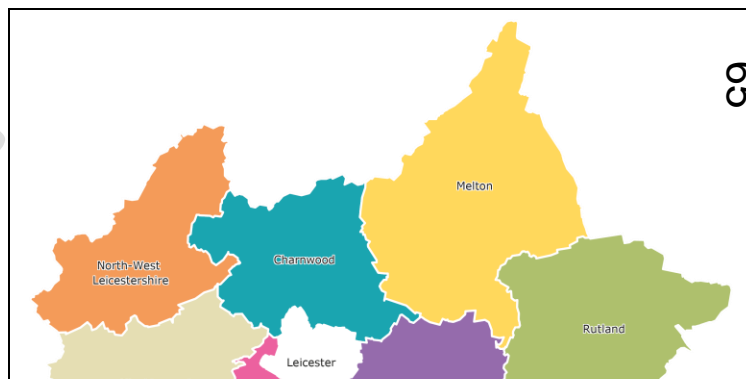 Melton
Charnwood
North-West
Leicestershire
Rutland
Leicester